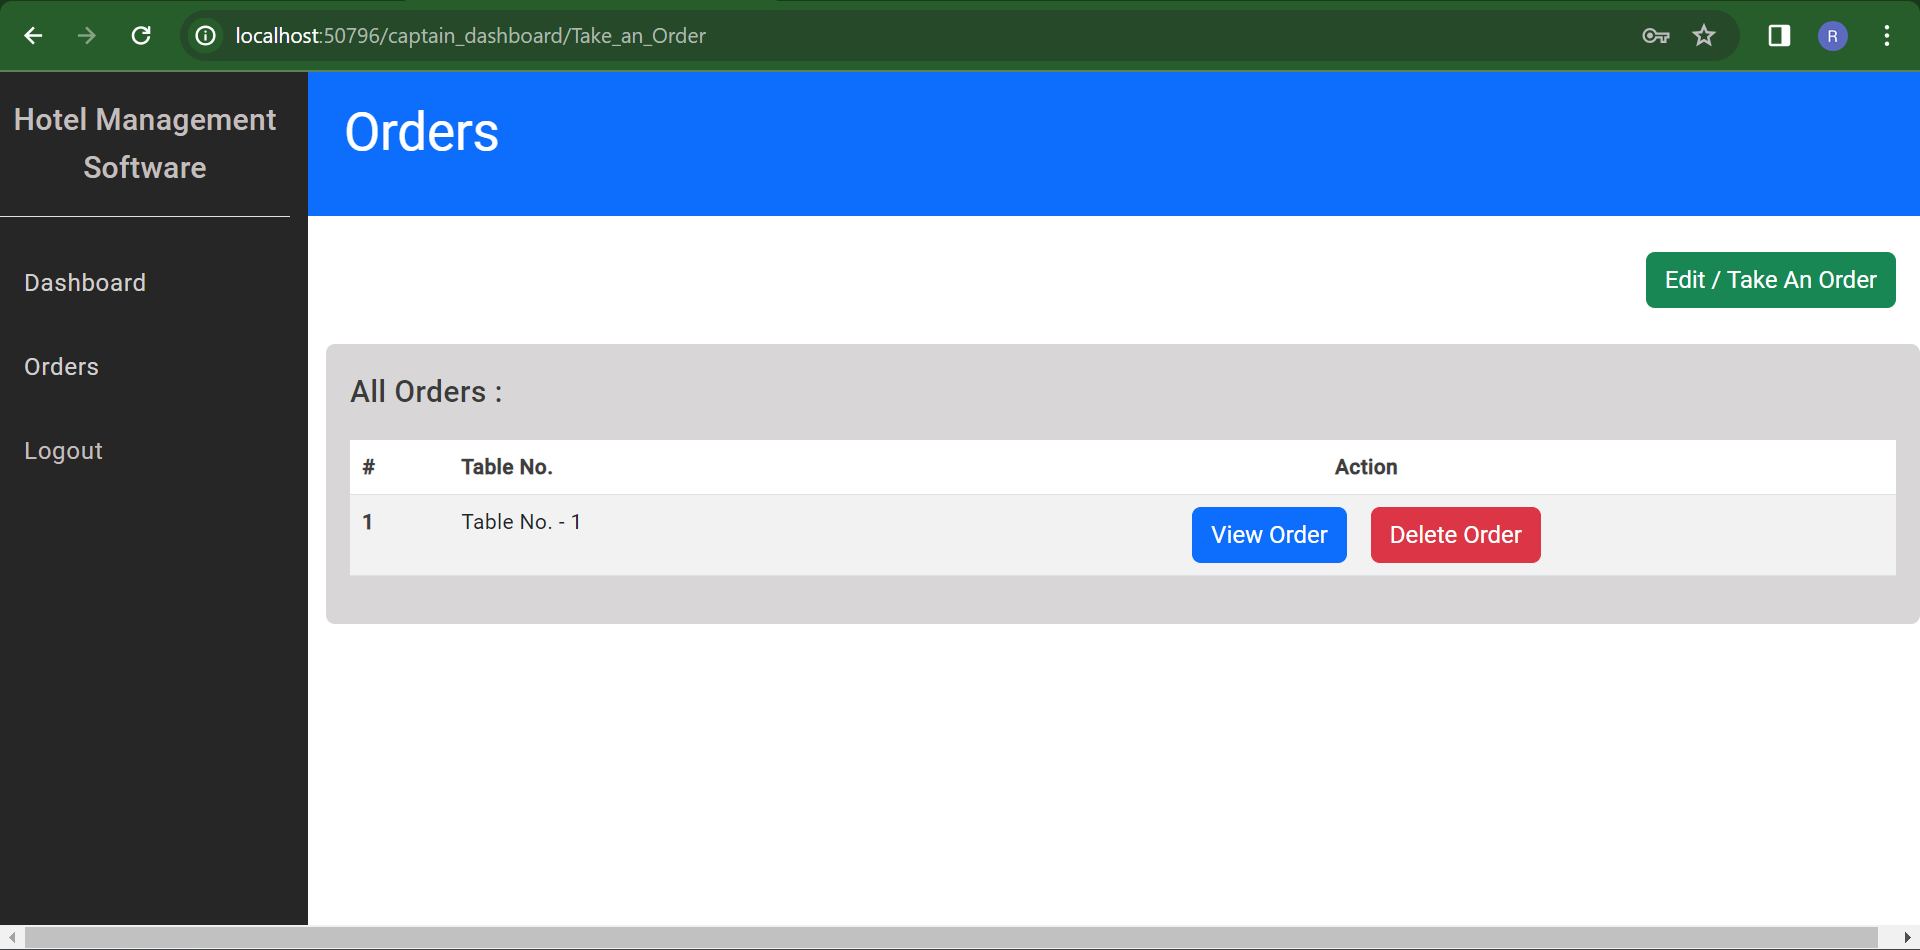 localhost:50796/captain_dashboard/Take_an_Order
R
Hotel Management
Software
Orders
Dashboard
Orders
Logout
Edit / Take An Order
All Orders :
# Table No. Action
1 Table No. - 1 View Order Delete Order